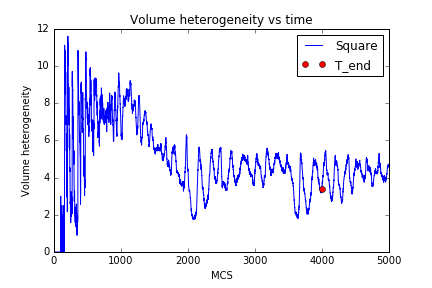 Volume heterogeneity vs time
Square
T_end
Volume heterogeneity
12
10
8
6
4
2
0
0 1000 2000 3000 4000 5000
MCS